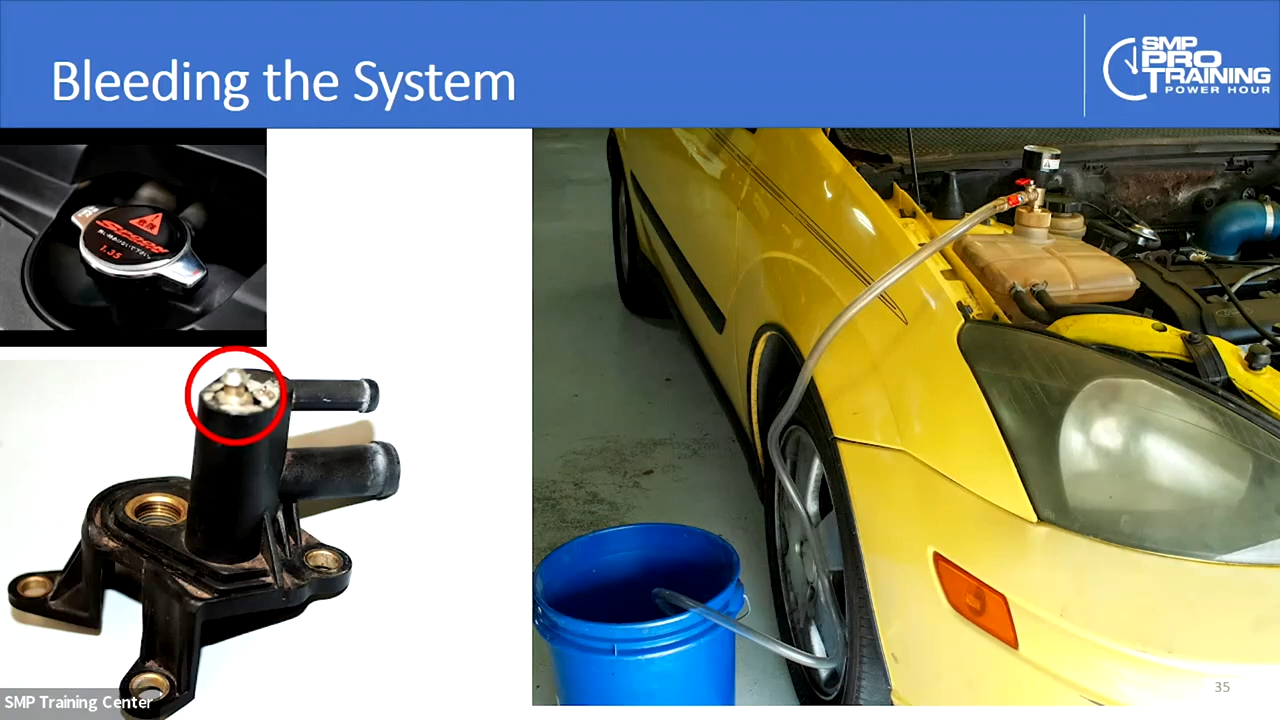 Bleeding the System
SMP
PRO
TRAINING
POWER HOUR
1.35
SMP Training Center
35